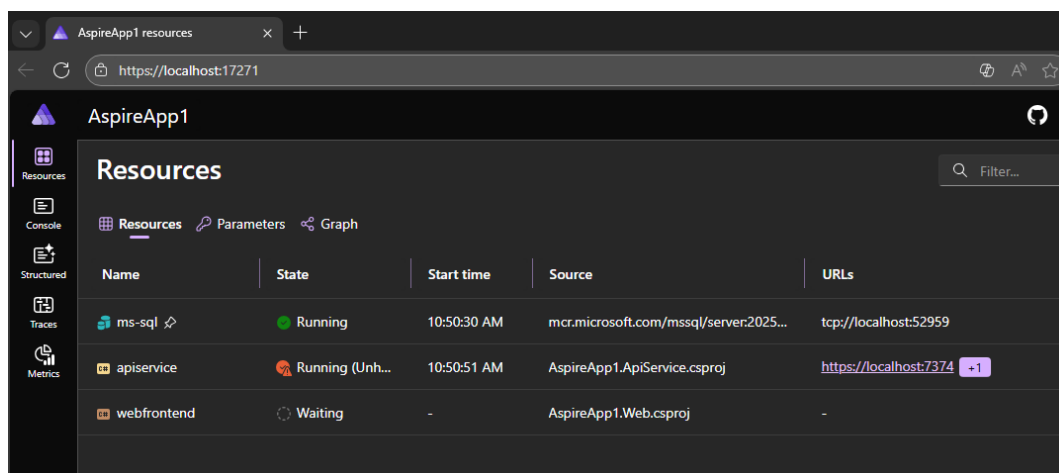 AspireApp1 resources
https://localhost:17271
AspireApp1
Resources
Console
Structured
Traces
Metrics
Resources
Filter...
Resources Parameters Graph
Name State Start time Source URLs
ms-sql Running 10:50:30 AM mcr.microsoft.com/mssql/server:2025... tcp://localhost:52959
C# apiservice Running (Unh... 10:50:51 AM AspireApp1.ApiService.csproj https://localhost:7374 +1
C# webfrontend Waiting - AspireApp1.Web.csproj -